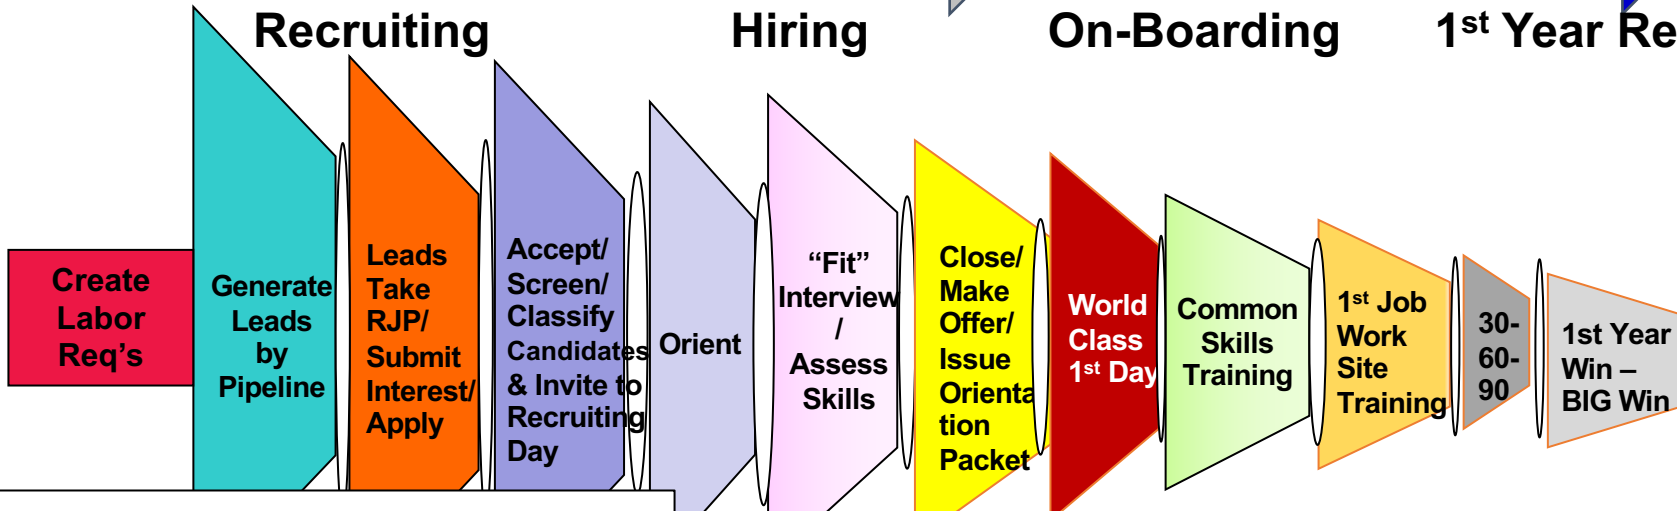 Recruiting
Hiring
On-Boarding
1st Year Re
Create
Labor
Req's
Generate
Leads
by
Pipeline
Leads
Take
RJP/
Submit
Interest/
Apply
Accept/
Screen/
Classify
Candidates
& Invite to
Recruiting
Day
Orient
“Fit”
Interview
/
Assess
Skills
Close/
Make
Offer/
Issue
Orienta
tion
Packet
World
Class
1st Day
Common
Skills
Training
1st Job
Work
Site
Training
30-
60-
90
1st Year
Win –
BIG Win